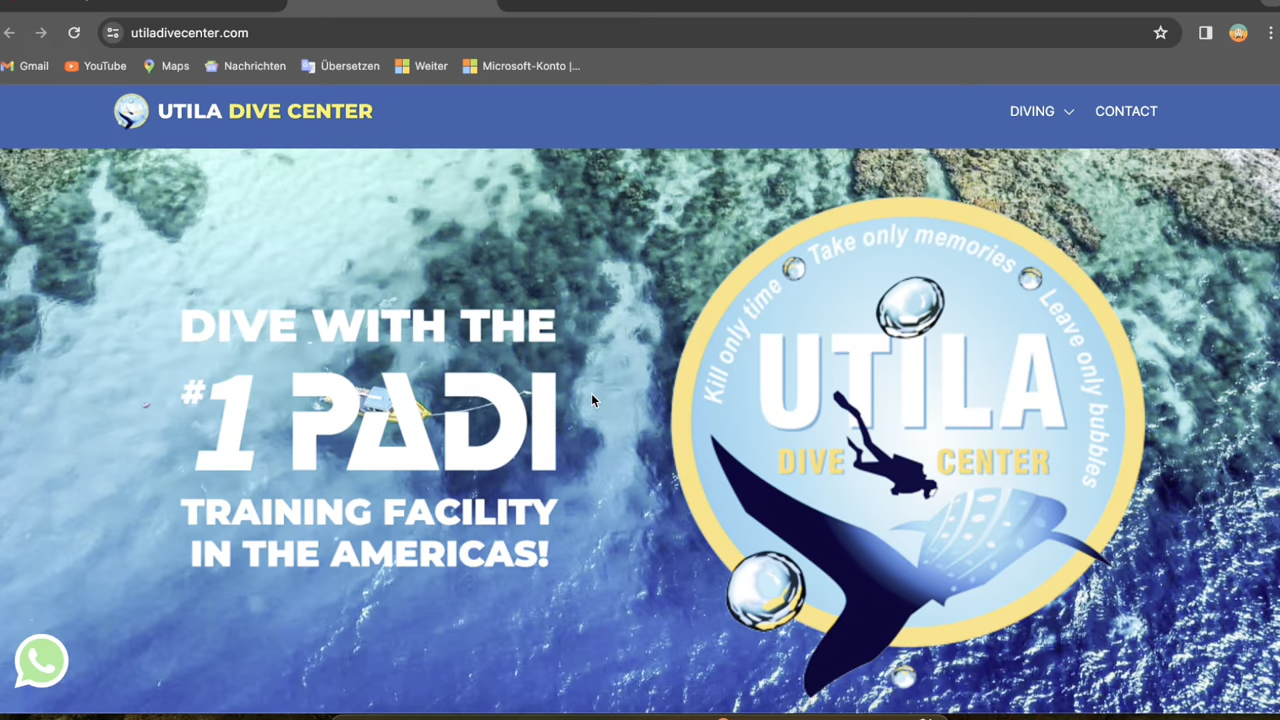 utiladivecenter.com
Gmail YouTube Maps Nachrichten Übersetzen Weiter Microsoft-Konto |...
UTILA DIVE CENTER
DIVING CONTACT
DIVE WITH THE
#1 PADI
TRAINING FACILITY
IN THE AMERICAS!
Kill only time Take only memories Leave only bubbles
UTILA
DIVE CENTER